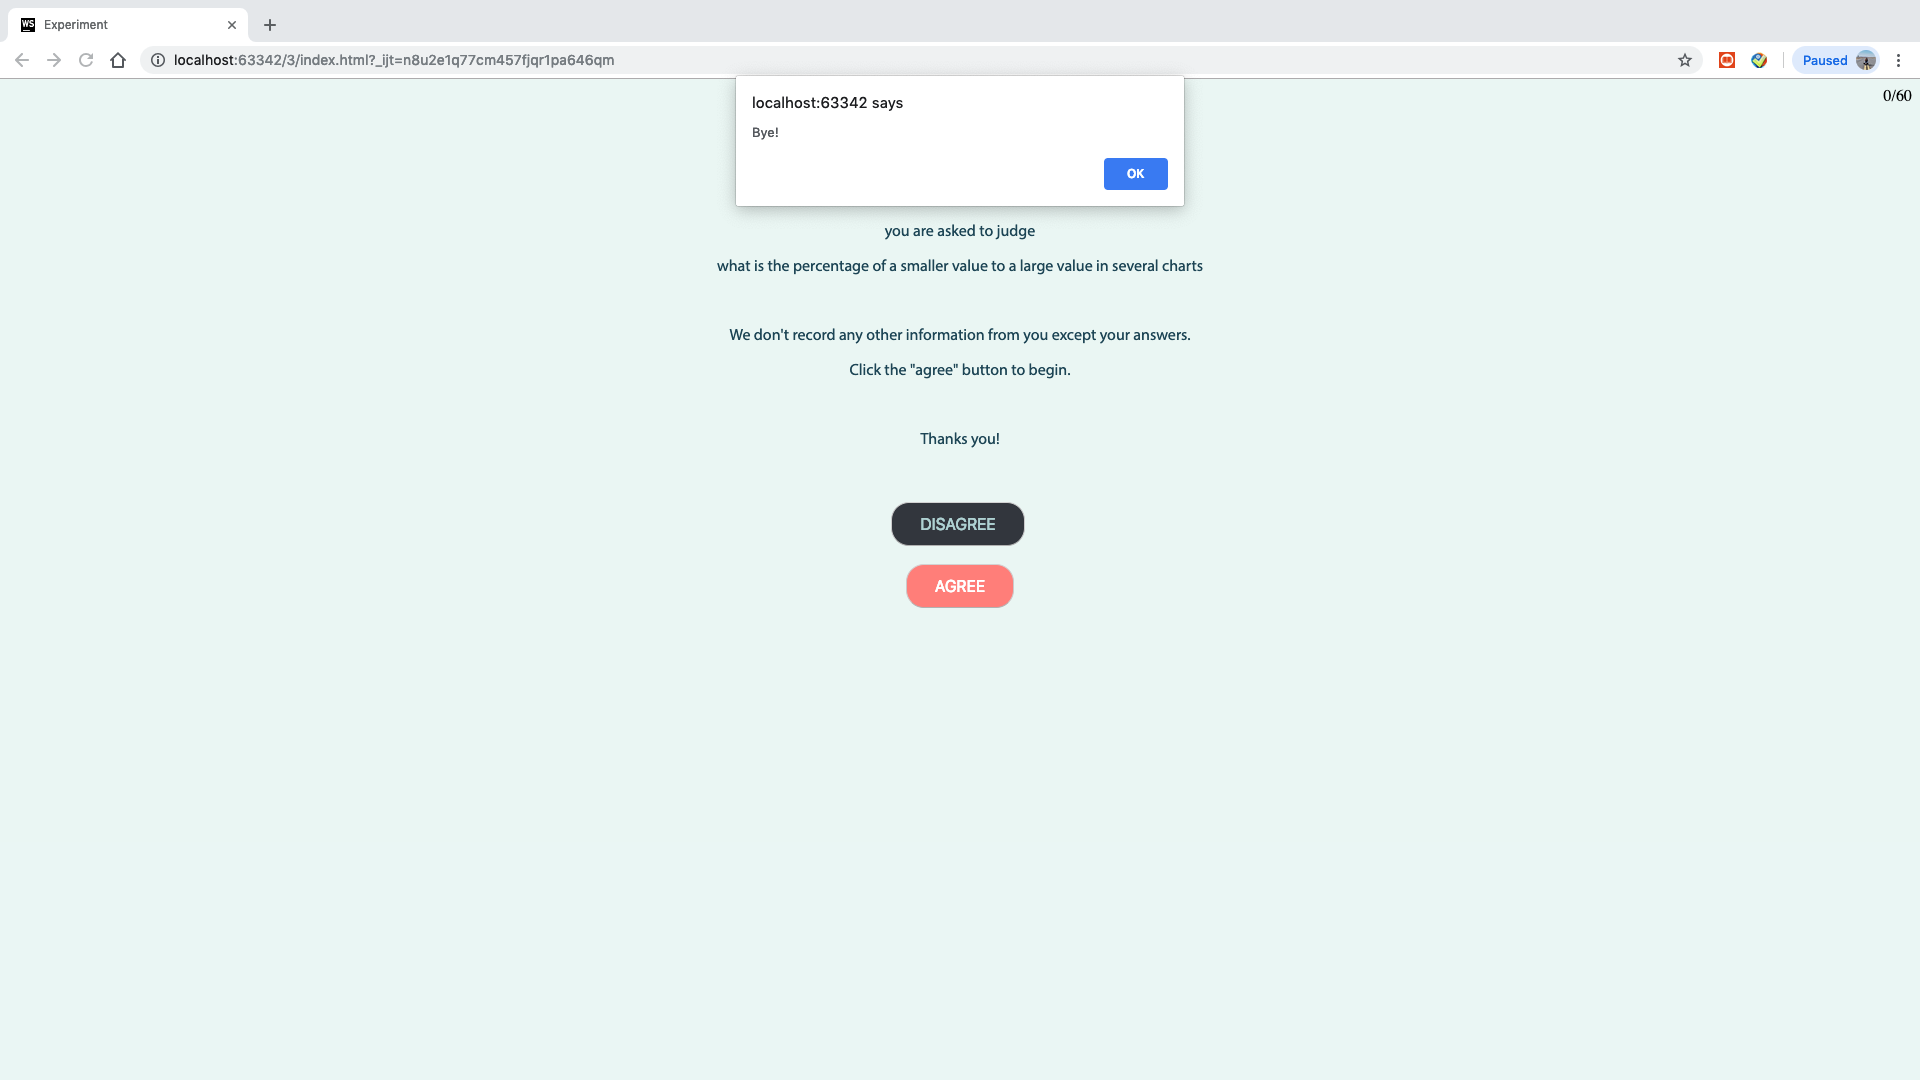 WS Experiment
localhost:63342/3/index.html?_ijt=n8u2e1q77cm457fjqr1pa646qm
Paused
0/60
localhost:63342 says
Bye!
OK
you are asked to judge
what is the percentage of a smaller value to a large value in several charts
We don't record any other information from you except your answers.
Click the "agree" button to begin.
Thanks you!
DISAGREE
AGREE